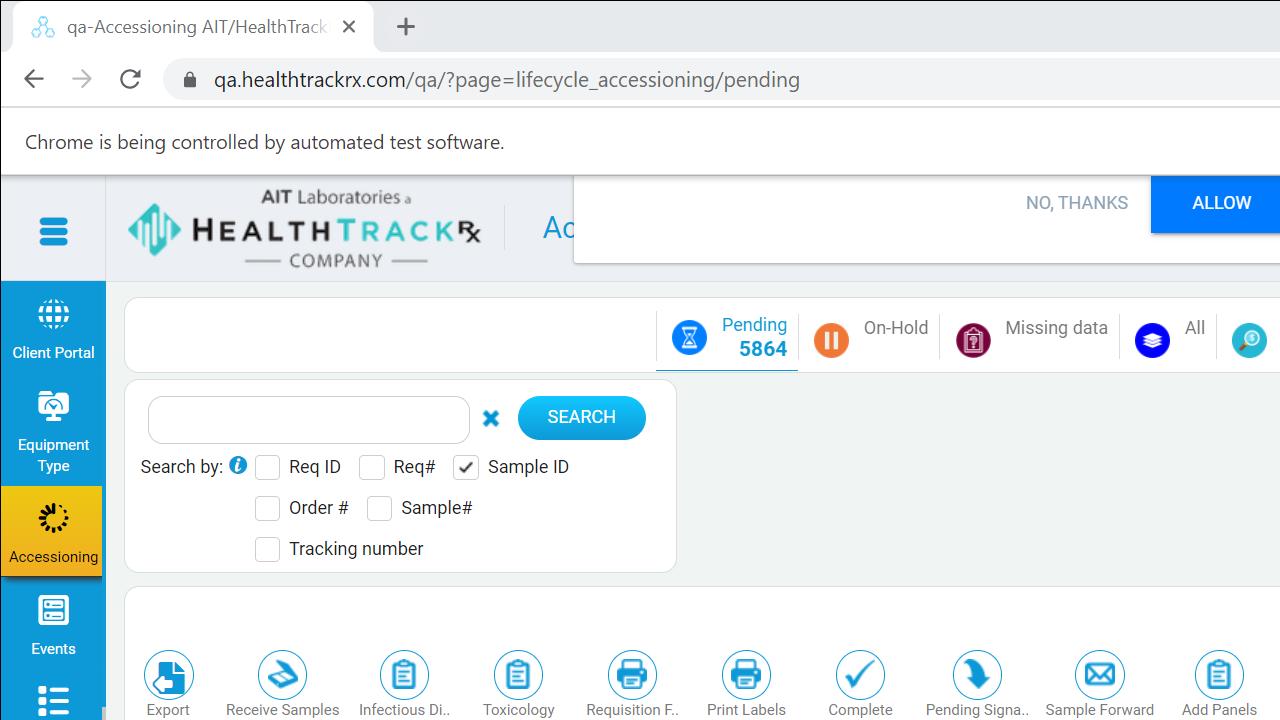 qa-Accessioning AIT/HealthTrack
qa.healthtrackrx.com/qa/?page=lifecycle_accessioning/pending
Chrome is being controlled by automated test software.
AIT Laboratories a
HEALTHTRACKRx
COMPANY
Ac
NO, THANKS
ALLOW
Client Portal
Equipment
Type
Accessioning
Events
Pending
5864
On-Hold
Missing data
All
SEARCH
Search by:
Req ID
Req#
Sample ID
Order #
Sample#
Tracking number
Export
Receive Samples
Infectious Di..
Toxicology
Requisition F..
Print Labels
Complete
Pending Signa..
Sample Forward
Add Panels